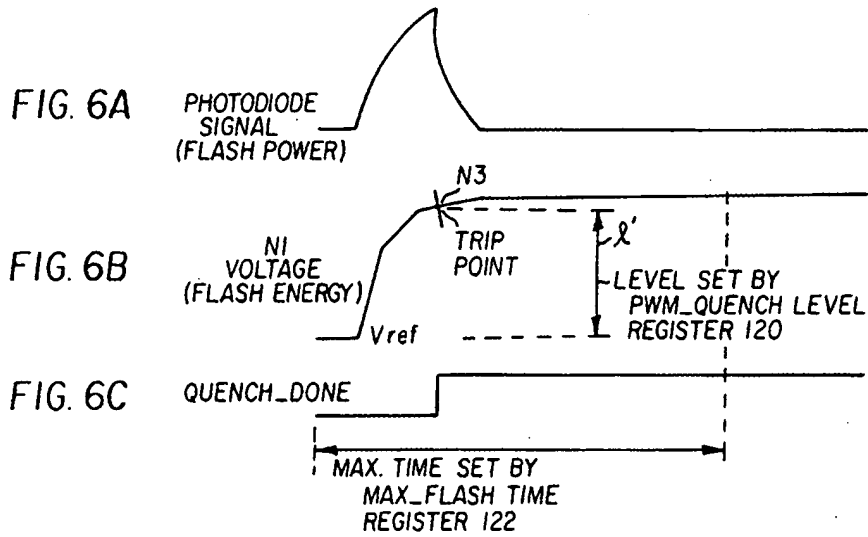 FIG. 6A
PHOTODIODE
SIGNAL
(FLASH POWER)
N3
TRIP
POINT
FIG. 6B
N1
VOLTAGE
(FLASH ENERGY)
Vref
ℓ'
LEVEL SET BY
PWM_QUENCH LEVEL
REGISTER 120
FIG. 6C
QUENCH_DONE
MAX. TIME SET BY
MAX_FLASH TIME
REGISTER 122